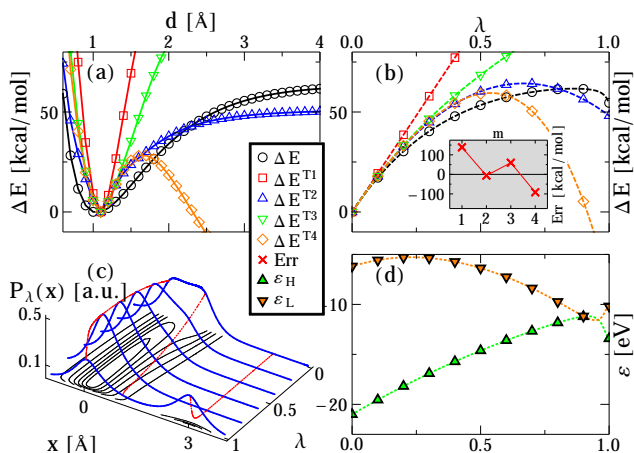 d [Å]
1 2 3 4
λ
0.0 0.5 1.0
(a)
(b)
ΔE [kcal/mol]
50
0
ΔE [kcal/mol]
50
0
m
100
0
-100
1 2 3 4
Err [kcal/mol]
ΔE
ΔE^T1
ΔE^T2
ΔE^T3
ΔE^T4
Err
ε_H
ε_L
(c)
P_λ(x) [a.u.]
0.5
0.1
0
3
x [Å]
0
0.5
1
λ
(d)
-10
-20
ε [eV]
0.0 0.5 1.0